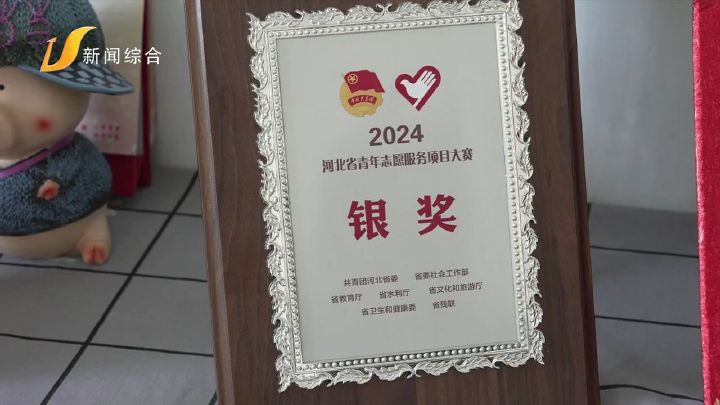 新闻综合
2024
河北省青年志愿服务项目大赛
银奖
共青团河北省委 省委社会工作部
省教育厅 省水利厅 省文化和旅游厅
省卫生和健康委 省残联